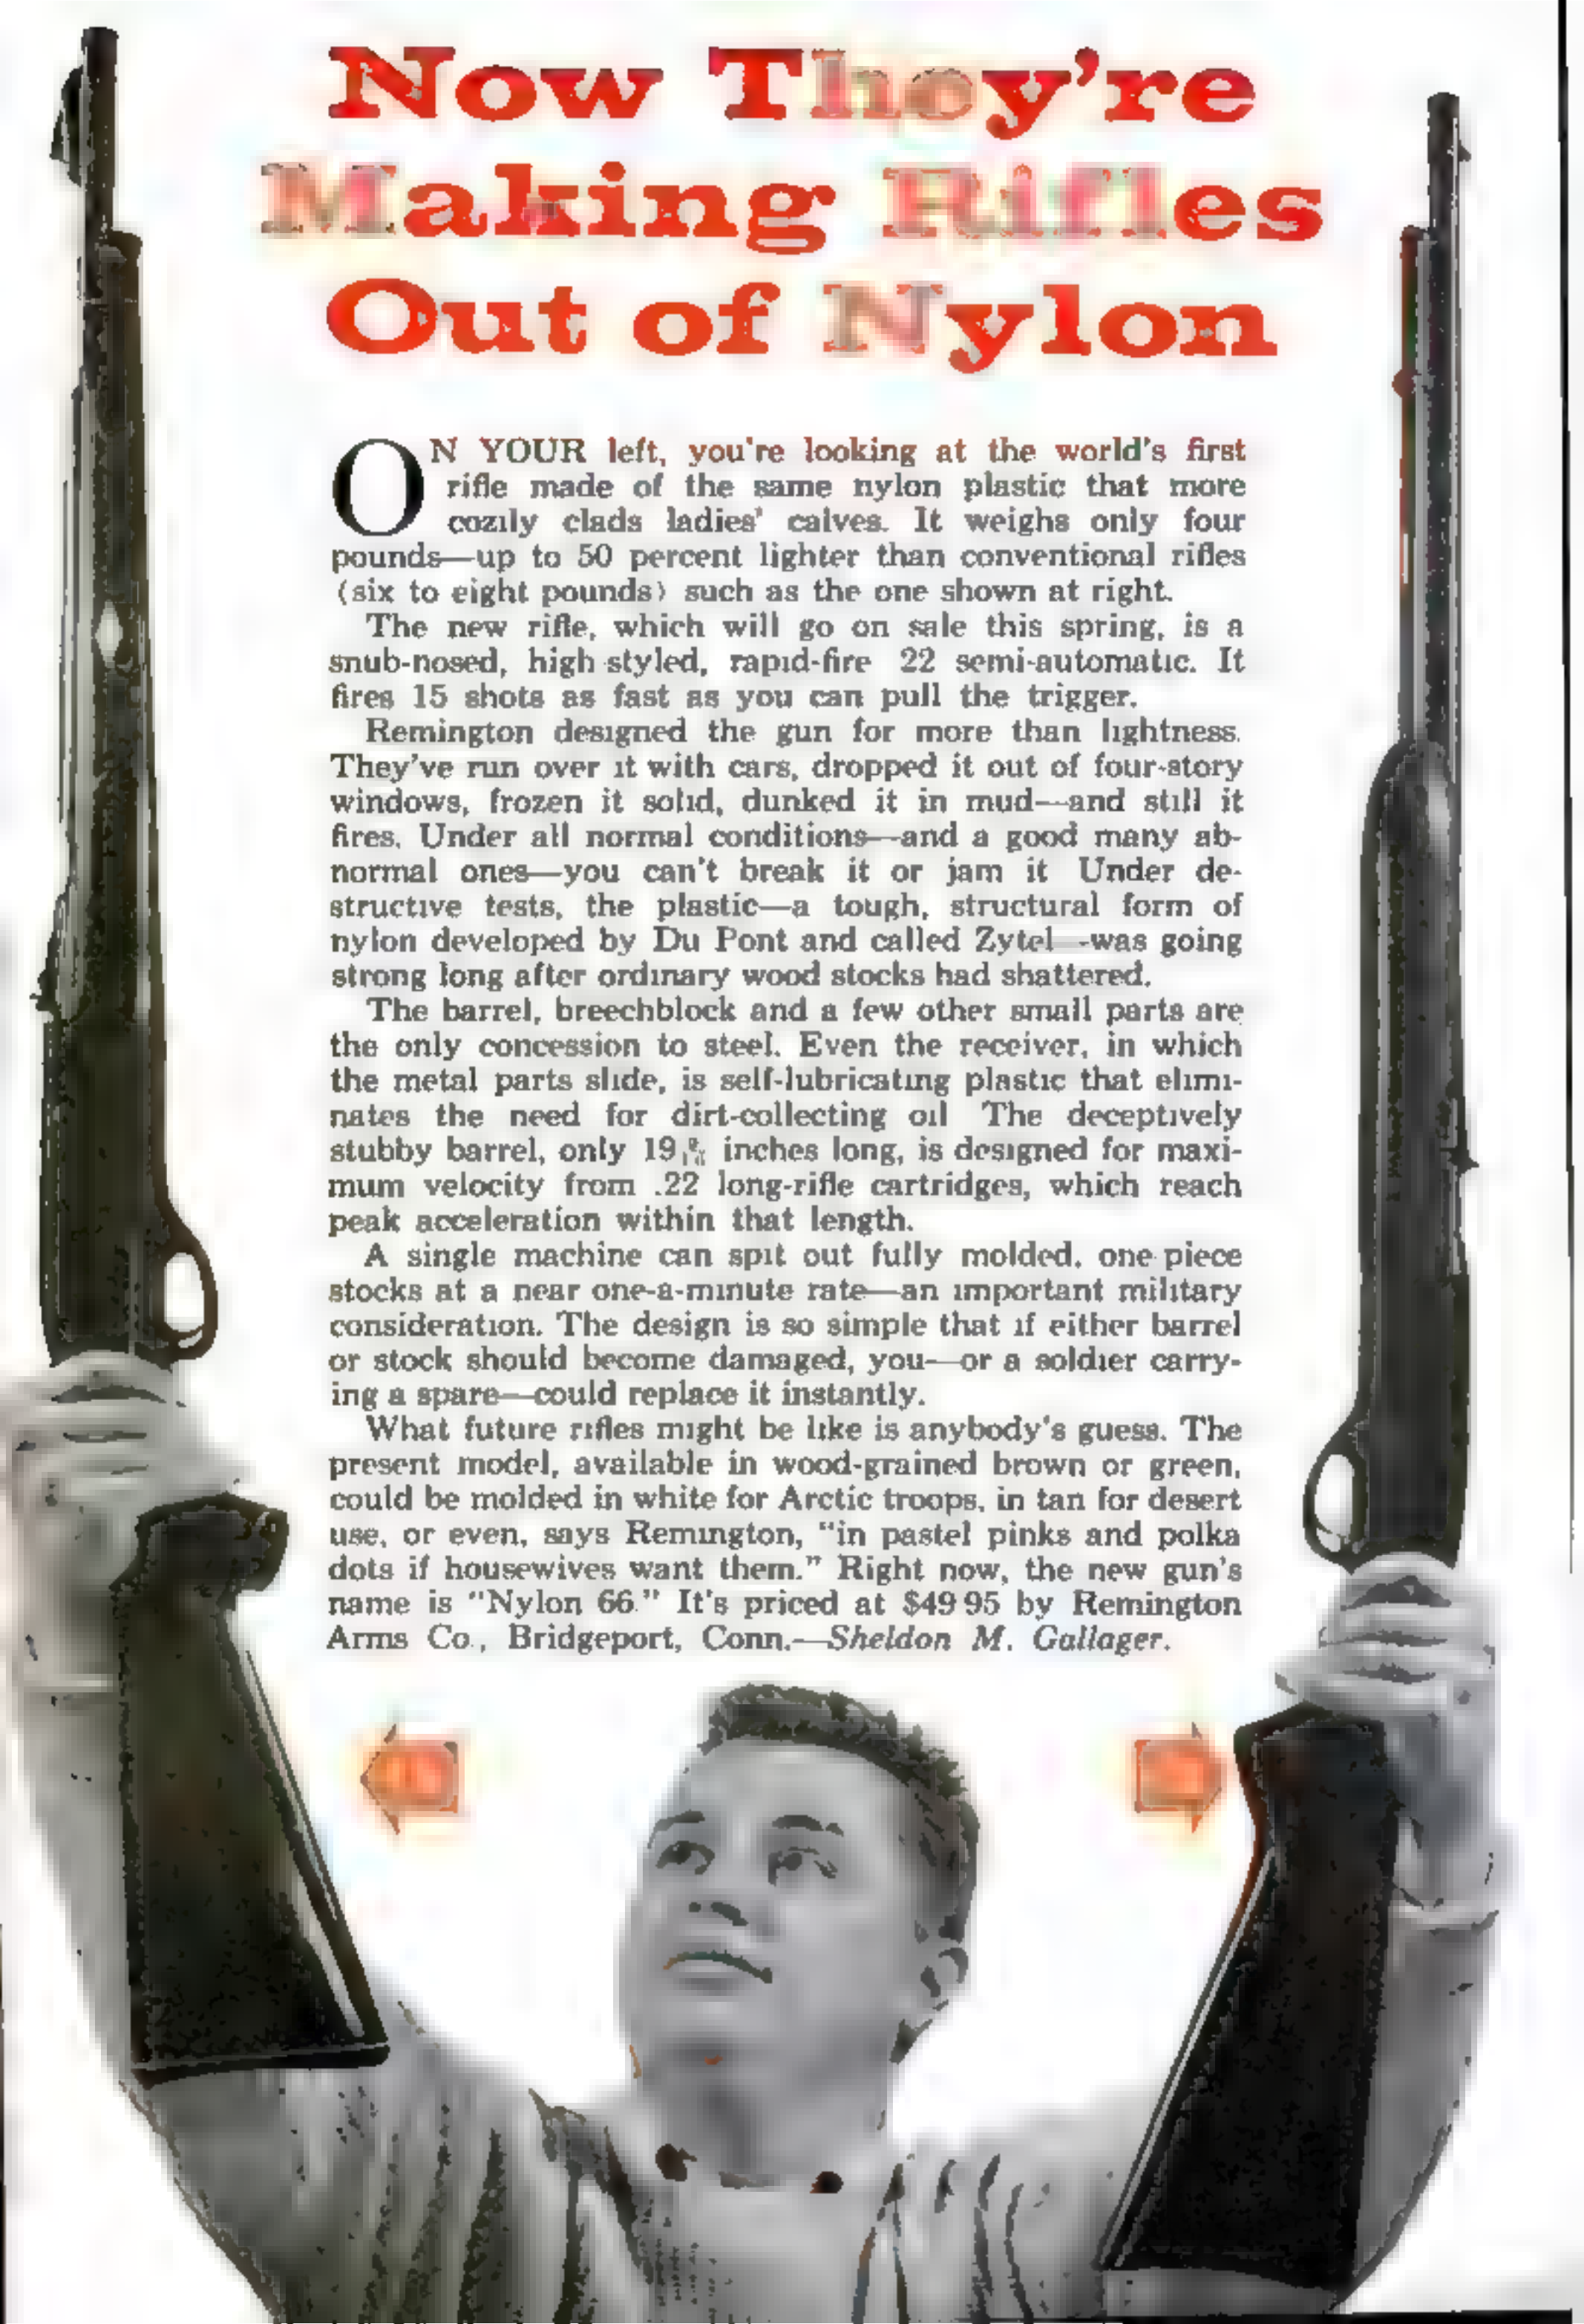 Now They're
Making Rifles
Out of Nylon
ON YOUR left, you're looking at the world's first
rifle made of the same nylon plastic that more
cozily clads ladies' calves. It weighs only four
pounds—up to 50 percent lighter than conventional rifles
(six to eight pounds) such as the one shown at right.
The new rifle, which will go on sale this spring, is a
snub-nosed, high-styled, rapid-fire 22 semi-automatic. It
fires 15 shots as fast as you can pull the trigger.
Remington designed the gun for more than lightness.
They've run over it with cars, dropped it out of four-story
windows, frozen it solid, dunked it in mud—and still it
fires. Under all normal conditions—and a good many ab-
normal ones—you can't break it or jam it Under de-
structive tests, the plastic—a tough, structural form of
nylon developed by Du Pont and called Zytel—was going
strong long after ordinary wood stocks had shattered.
The barrel, breechblock and a few other small parts are
the only concession to steel. Even the receiver, in which
the metal parts slide, is self-lubricating plastic that elimi-
nates the need for dirt-collecting oil The deceptively
stubby barrel, only inches long, is designed for maxi-
mum velocity from .22 long-rifle cartridges, which reach
peak acceleration within that length.
A single machine can spit out fully molded, one-piece
stocks at a near one-a-minute rate—an important military
consideration. The design is so simple that if either barrel
or stock should become damaged, you—or a soldier carry-
ing a spare—could replace it instantly.
What future rifles might be like is anybody's guess. The
present model, available in wood-grained brown or green,
could be molded in white for Arctic troops, in tan for desert
use, or even, says Remington, "in pastel pinks and polka
dots if housewives want them." Right now, the new gun's
name is "Nylon 66." It's priced at $49 95 by Remington
Arms Co., Bridgeport, Conn.—Sheldon M. Gallager.